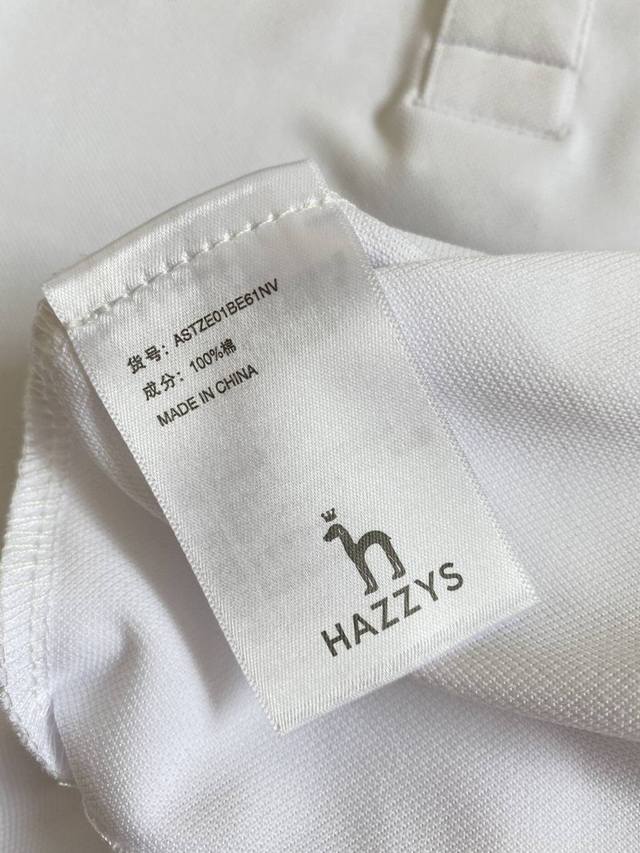 货号：ASTZE01BE61NV
成分：100%棉
MADE IN CHINA
HAZZYS